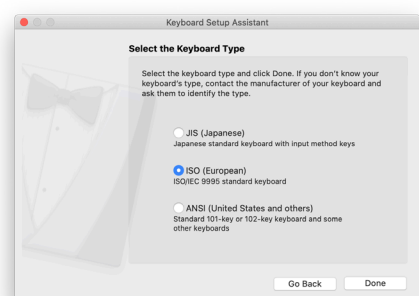 Keyboard Setup Assistant
Select the Keyboard Type
Select the keyboard type and click Done. If you don't know your
keyboard's type, contact the manufacturer of your keyboard and
ask them to identify the type.
JIS (Japanese)
Japanese standard keyboard with input method keys
ISO (European)
ISO/IEC 9995 standard keyboard
ANSI (United States and others)
Standard 101-key or 102-key keyboard and some
other keyboards
Go Back
Done